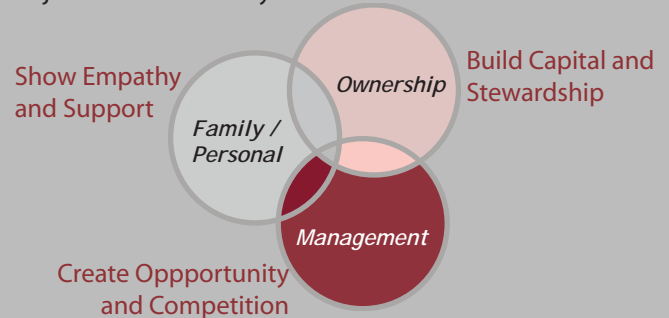 Show Empathy
and Support
Family /
Personal
Ownership
Build Capital and
Stewardship
Management
Create Oppportunity
and Competition